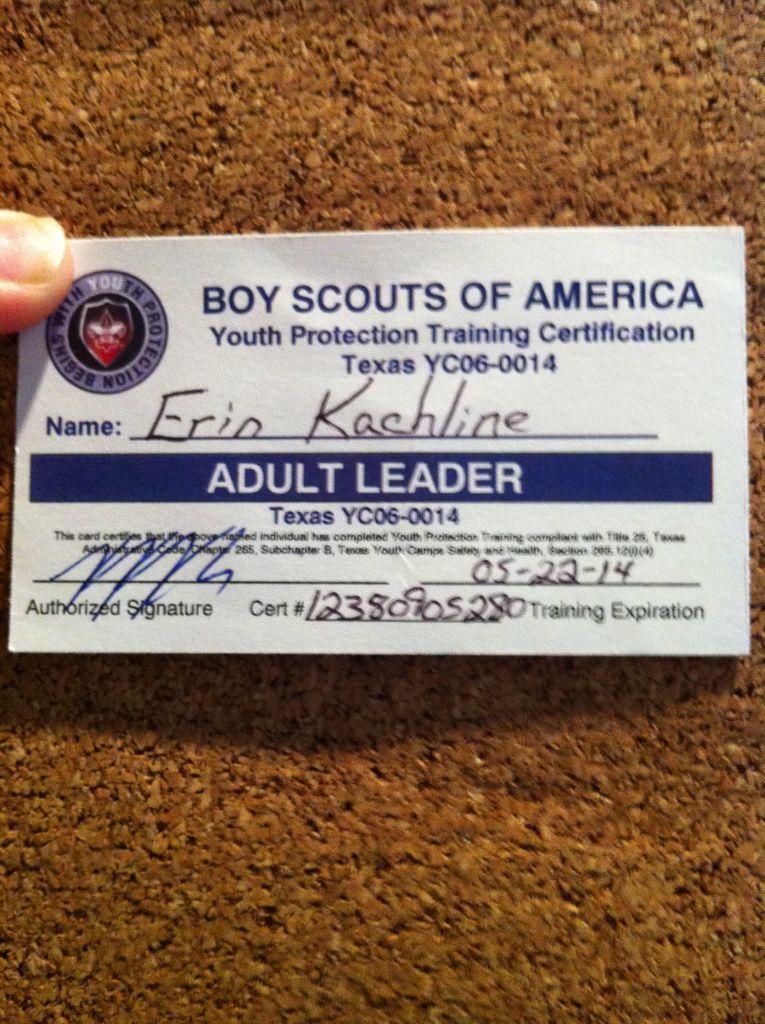 BEGINS WITH YOUTH PROTECTION
BOY SCOUTS OF AMERICA
Youth Protection Training Certification
Texas YC06-0014
Name: Erin Kachline
ADULT LEADER
Texas YC06-0014
This card certifies that the above named individual has completed Youth Protection Training compliant with Title 25, Texas
Administrative Code, Chapter 265, Subchapter B, Texas Youth Camps Safety and Health, Section 265.12(i)(4)
05-22-14
Authorized Signature Cert #12380905280 Training Expiration